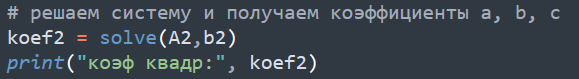 # решаем систему и получаем коэффициенты a, b, c
koef2 = solve(A2,b2)
print("коэф квадр:", koef2)